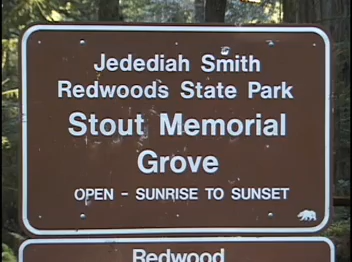 Jedediah Smith
Redwoods State Park
Stout Memorial
Grove
OPEN - SUNRISE TO SUNSET
Redwood